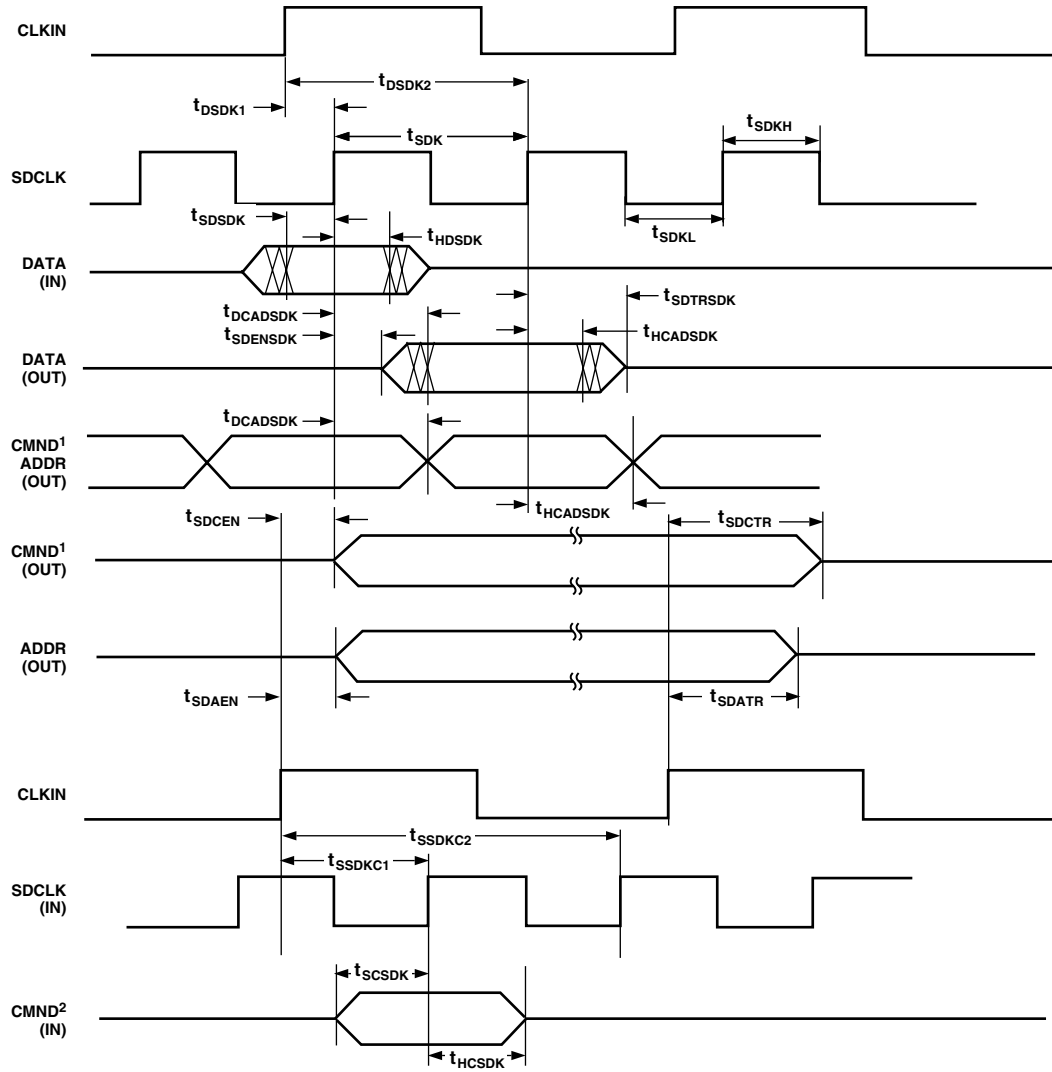 CLKIN
tDSDK2
tDSDK1
tSDK
tSDKH
SDCLK
tSDSDK
tHDSDK
tSDKL
DATA
(IN)
tSDTRSDK
tDCADSDK
tSDENSDK
tHCADSDK
DATA
(OUT)
tDCADSDK
CMND1
ADDR
(OUT)
tHCADSDK
tSDCEN
tSDCTR
CMND1
(OUT)
ADDR
(OUT)
tSDAEN
tSDATR
CLKIN
tSSDKC2
tSSDKC1
SDCLK
(IN)
tSCSDK
CMND2
(IN)
tHCSDK